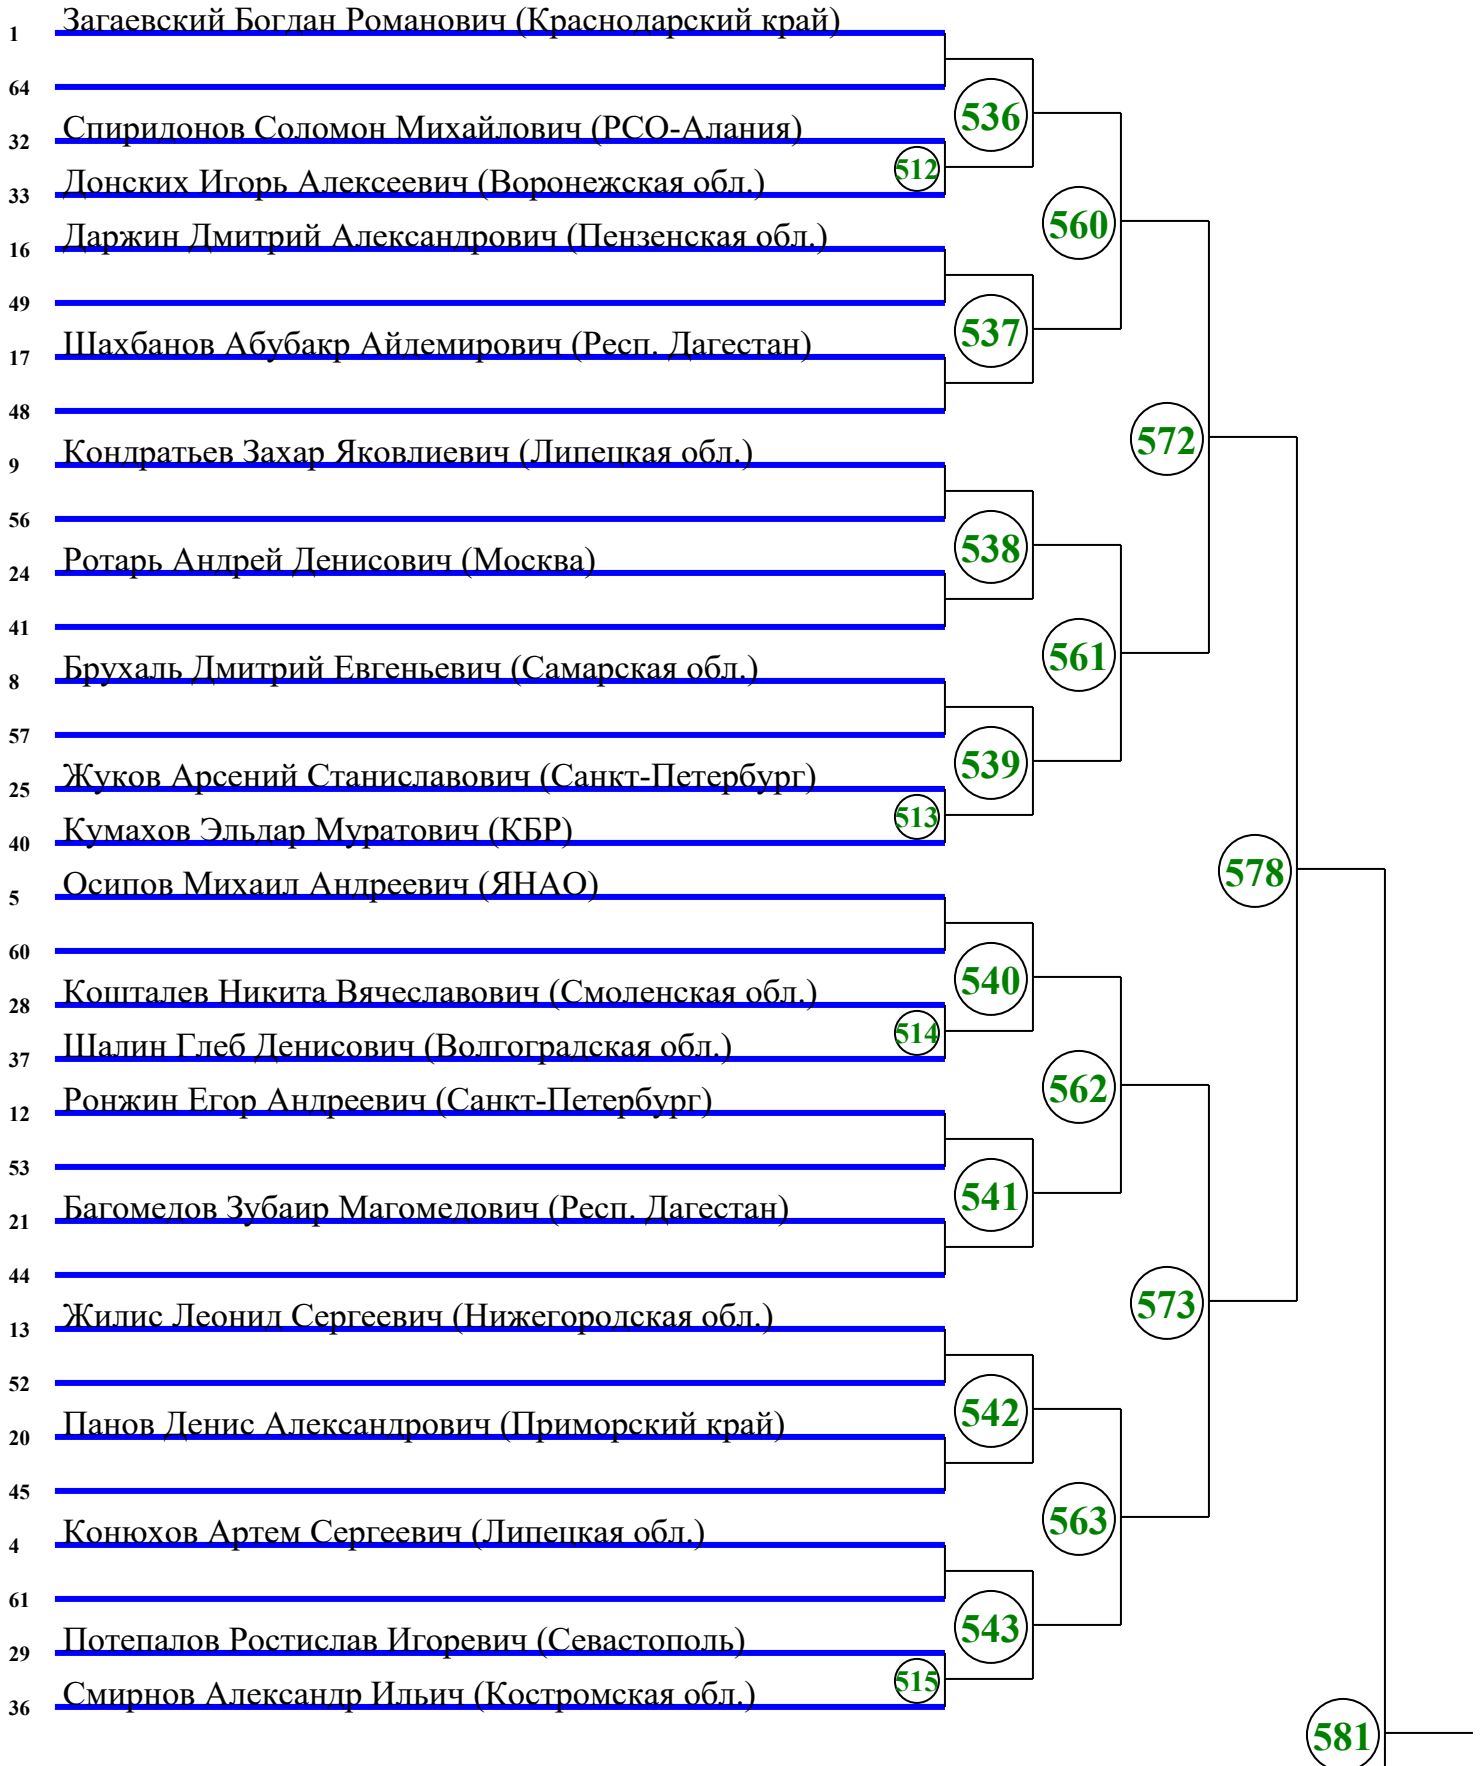 1 Загаевский Богдан Романович (Краснодарский край)
64
536
32 Спиридонов Соломон Михайлович (РСО-Алания)
512
33 Донских Игорь Алексеевич (Воронежская обл.)
560
16 Даржин Дмитрий Александрович (Пензенская обл.)
49
537
17 Шахбанов Абубакр Айдемирович (Респ. Дагестан)
48
572
9 Кондратьев Захар Яковлиевич (Липецкая обл.)
56
538
24 Ротарь Андрей Денисович (Москва)
41
561
8 Брухаль Дмитрий Евгеньевич (Самарская обл.)
57
539
25 Жуков Арсений Станиславович (Санкт-Петербург)
513
40 Кумахов Эльдар Муратович (КБР)
578
5 Осипов Михаил Андреевич (ЯНАО)
60
540
28 Кошталев Никита Вячеславович (Смоленская обл.)
514
37 Шалин Глеб Денисович (Волгоградская обл.)
562
12 Ронжин Егор Андреевич (Санкт-Петербург)
53
541
21 Багомедов Зубаир Магомедович (Респ. Дагестан)
44
573
13 Жилис Леонид Сергеевич (Нижегородская обл.)
52
542
20 Панов Денис Александрович (Приморский край)
45
563
4 Конюхов Артем Сергеевич (Липецкая обл.)
61
543
29 Потепалов Ростислав Игоревич (Севастополь)
515
36 Смирнов Александр Ильич (Костромская обл.)
581